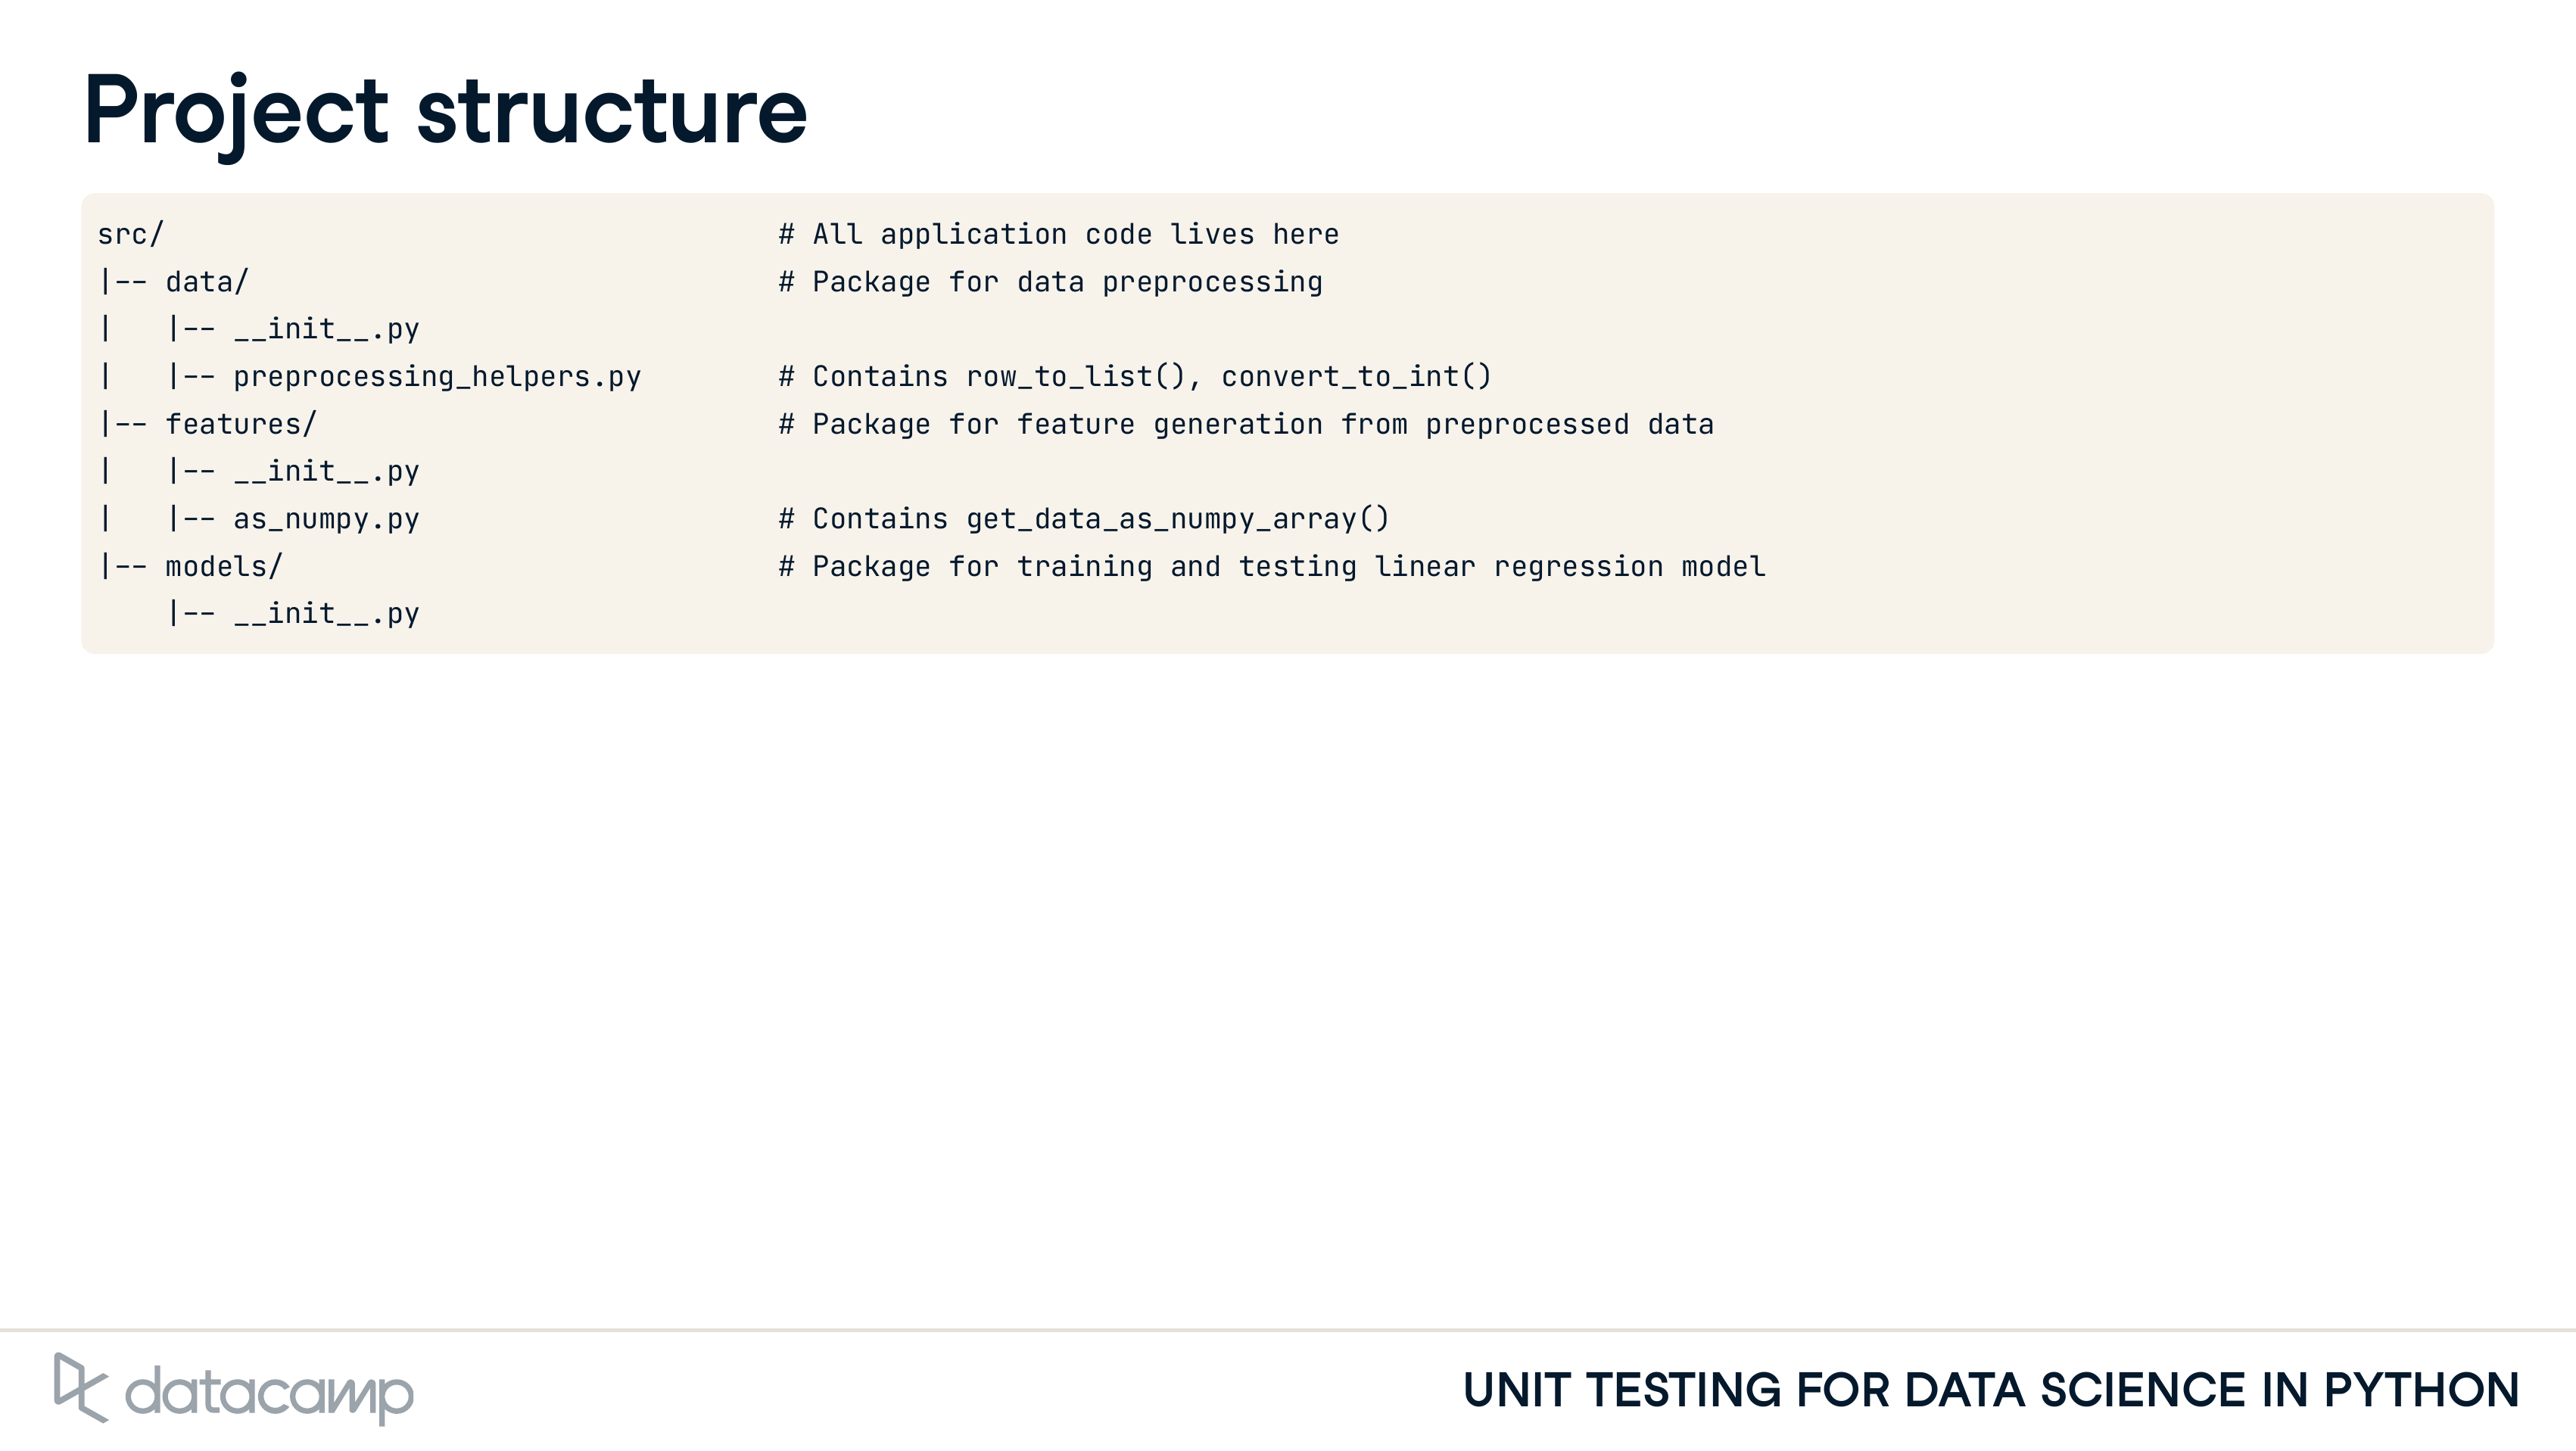 Project structure
src/                                    # All application code lives here
|-- data/                               # Package for data preprocessing
|   |-- __init__.py
|   |-- preprocessing_helpers.py        # Contains row_to_list(), convert_to_int()
|-- features/                           # Package for feature generation from preprocessed data
|   |-- __init__.py
|   |-- as_numpy.py                     # Contains get_data_as_numpy_array()
|-- models/                             # Package for training and testing linear regression model
    |-- __init__.py
datacamp
UNIT TESTING FOR DATA SCIENCE IN PYTHON